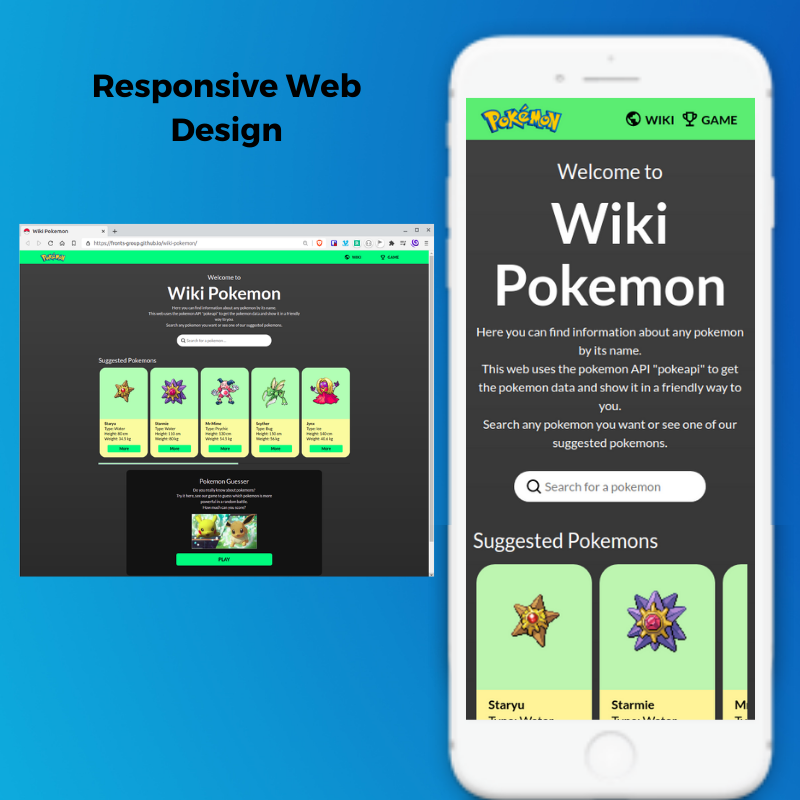 Responsive Web
Design
Wiki Pokemon
https://fronts-group.github.io/wiki-pokemon/
POKéMON
WIKI
GAME
Welcome to
Wiki Pokemon
Here you can find information about any pokemon by its name.
This web uses the pokemon API "pokeapi" to get the pokemon data and show it in a friendly
way to you.
Search any pokemon you want or see one of our suggested pokemons.
Search for a pokemon
Suggested Pokemons
Staryu
Type: Water
Height: 80 cm
Weight: 34.5 kg
More
Starmie
Type: Water
Height: 110 cm
Weight: 80 kg
More
Mr Mime
Type: Psychic
Height: 130 cm
Weight: 54.5 kg
More
Scyther
Type: Bug
Height: 150 cm
Weight: 56 kg
More
Jynx
Type: Ice
Height: 140 cm
Weight: 40.6 kg
More
Pokemon Guesser
Do you really know about pokemons?
Try it here, see our game to guess which pokemon is more
powerful in a random battle.
How much can you score?
PLAY
POKéMON
WIKI
GAME
Welcome to
Wiki
Pokemon
Here you can find information about any pokemon
by its name.
This web uses the pokemon API "pokeapi" to get
the pokemon data and show it in a friendly way to
you.
Search any pokemon you want or see one of our
suggested pokemons.
Search for a pokemon
Suggested Pokemons
Staryu
Type: Water
Starmie
Type: Water
M
Ty